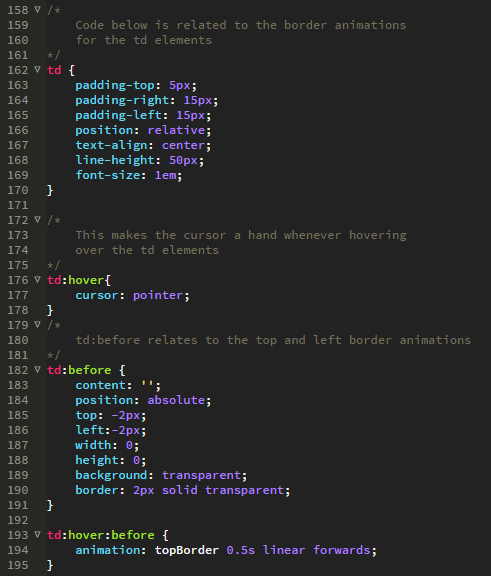 158 ▽ /*
159     Code below is related to the border animations
160     for the td elements
161 */
162 ▽ td {
163     padding-top: 5px;
164     padding-right: 15px;
165     padding-left: 15px;
166     position: relative;
167     text-align: center;
168     line-height: 50px;
169     font-size: 1em;
170 }
171
172 ▽ /*
173     This makes the cursor a hand whenever hovering
174     over the td elements
175 */
176 ▽ td:hover{
177     cursor: pointer;
178 }
179 ▽ /*
180     td:before relates to the top and left border animations
181 */
182 ▽ td:before {
183     content: '';
184     position: absolute;
185     top: -2px;
186     left:-2px;
187     width: 0;
188     height: 0;
189     background: transparent;
190     border: 2px solid transparent;
191 }
192
193 ▽ td:hover:before {
194     animation: topBorder 0.5s linear forwards;
195 }